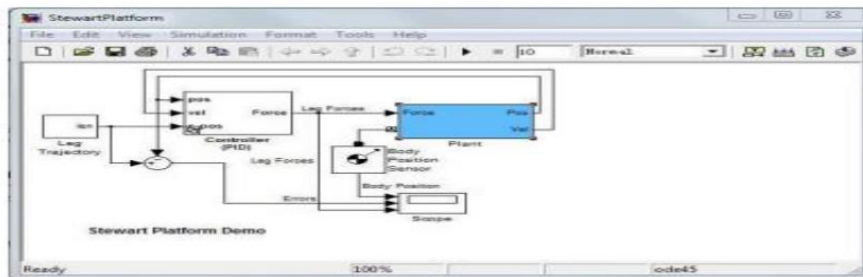 StewartPlatform
File Edit View Simulation Format Tools Help
10 Normal
pos
vel
Force
Leg Forces
Force
Pos
len
Vel
Controller
(PID)
Plant
Leg
Trajectory
Leg Forces
Body
Position
Sensor
Body Position
Errors
Scope
Stewart Platform Demo
Ready 100% ode45